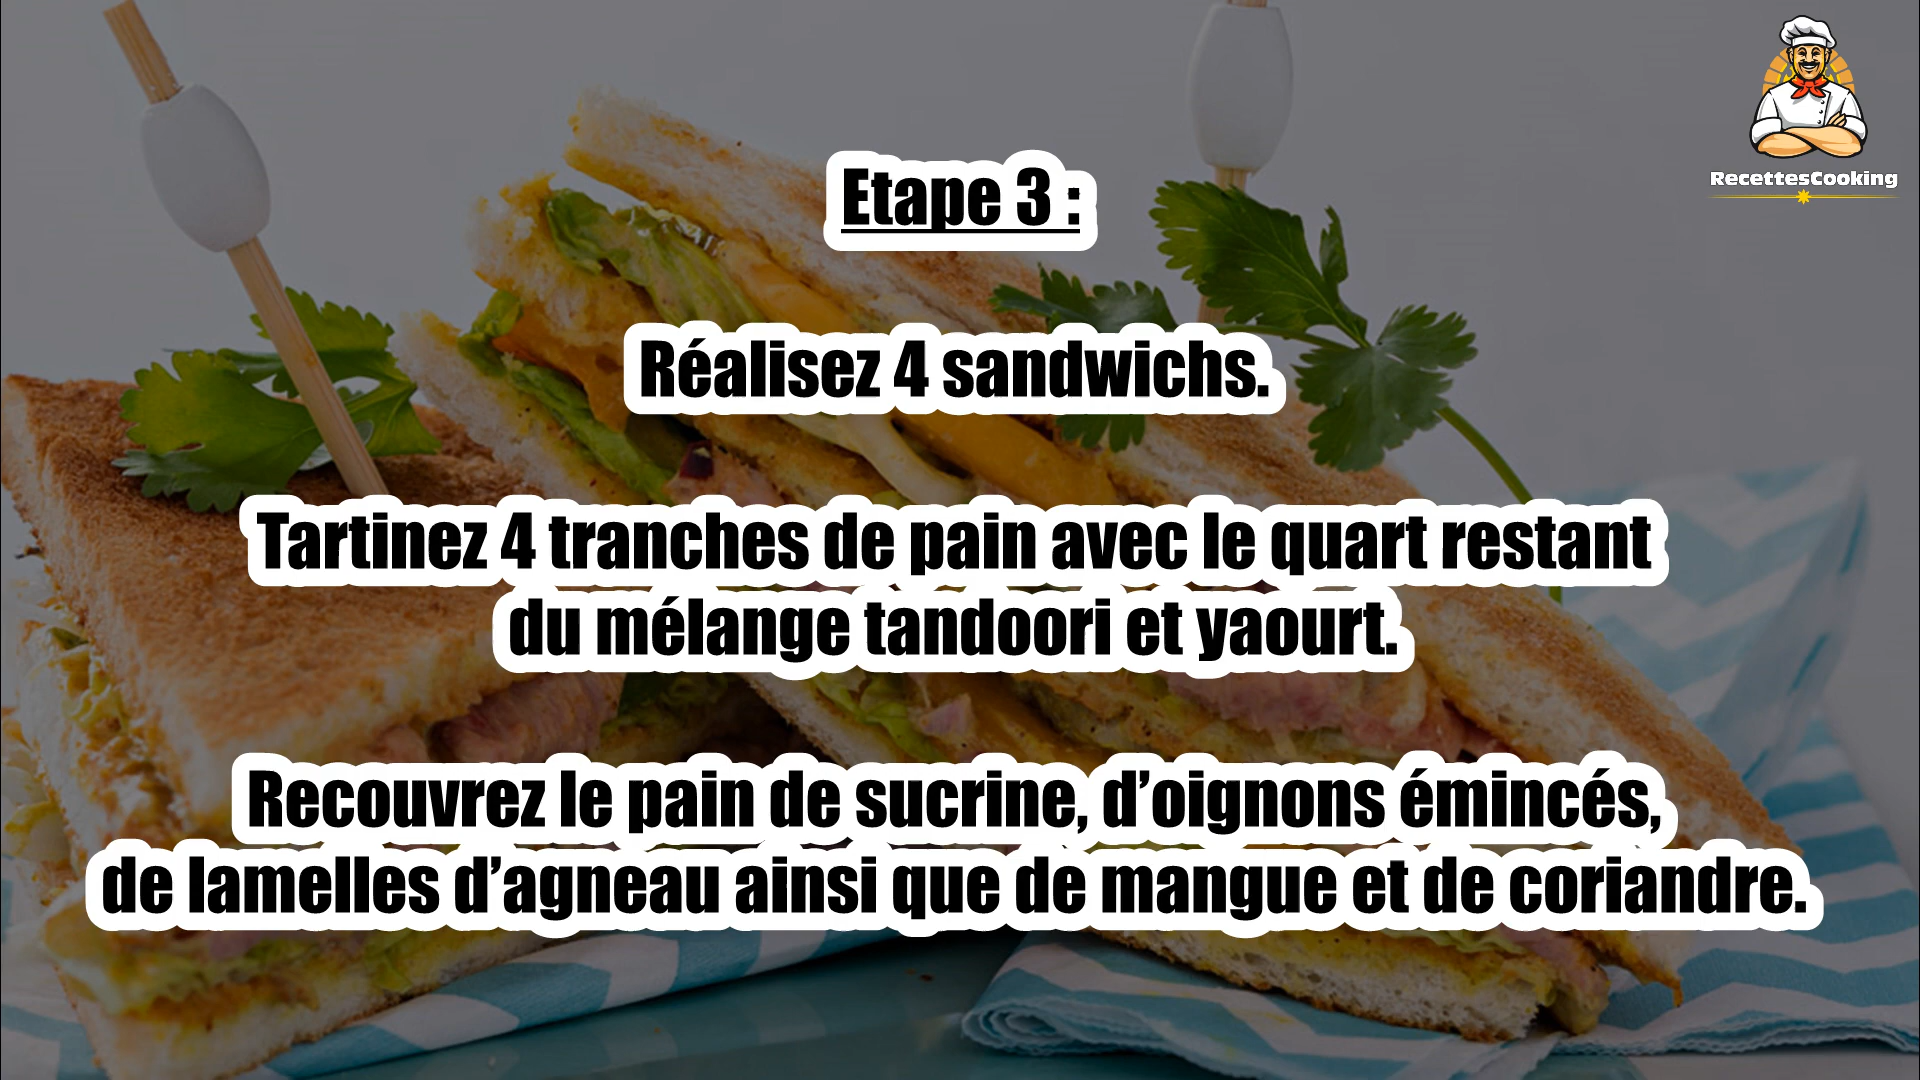 RecettesCooking
Etape 3 :
Réalisez 4 sandwichs.
Tartinez 4 tranches de pain avec le quart restant
du mélange tandoori et yaourt.
Recouvrez le pain de sucrine, d’oignons émincés,
de lamelles d’agneau ainsi que de mangue et de coriandre.